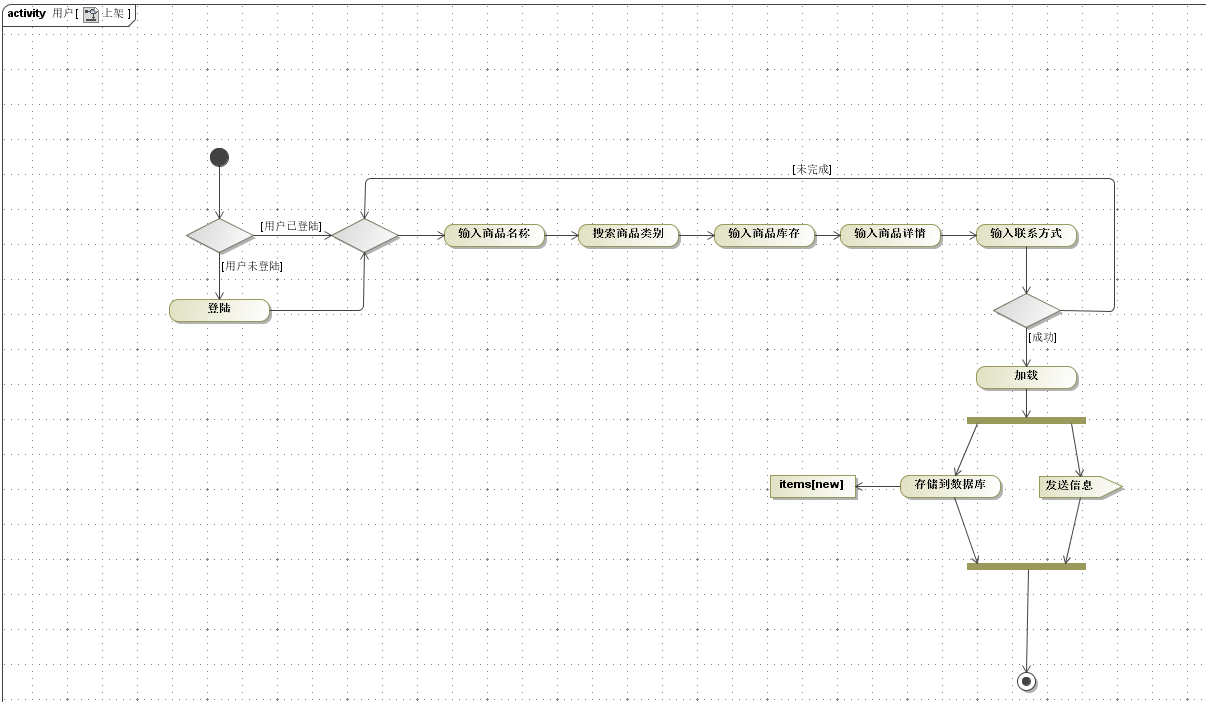 activity 用户[ 上架 ]
[未完成]
[用户已登陆]
输入商品名称
搜索商品类别
输入商品库存
输入商品详情
输入联系方式
[用户未登陆]
登陆
[成功]
加载
items[new]
存储到数据库
发送信息